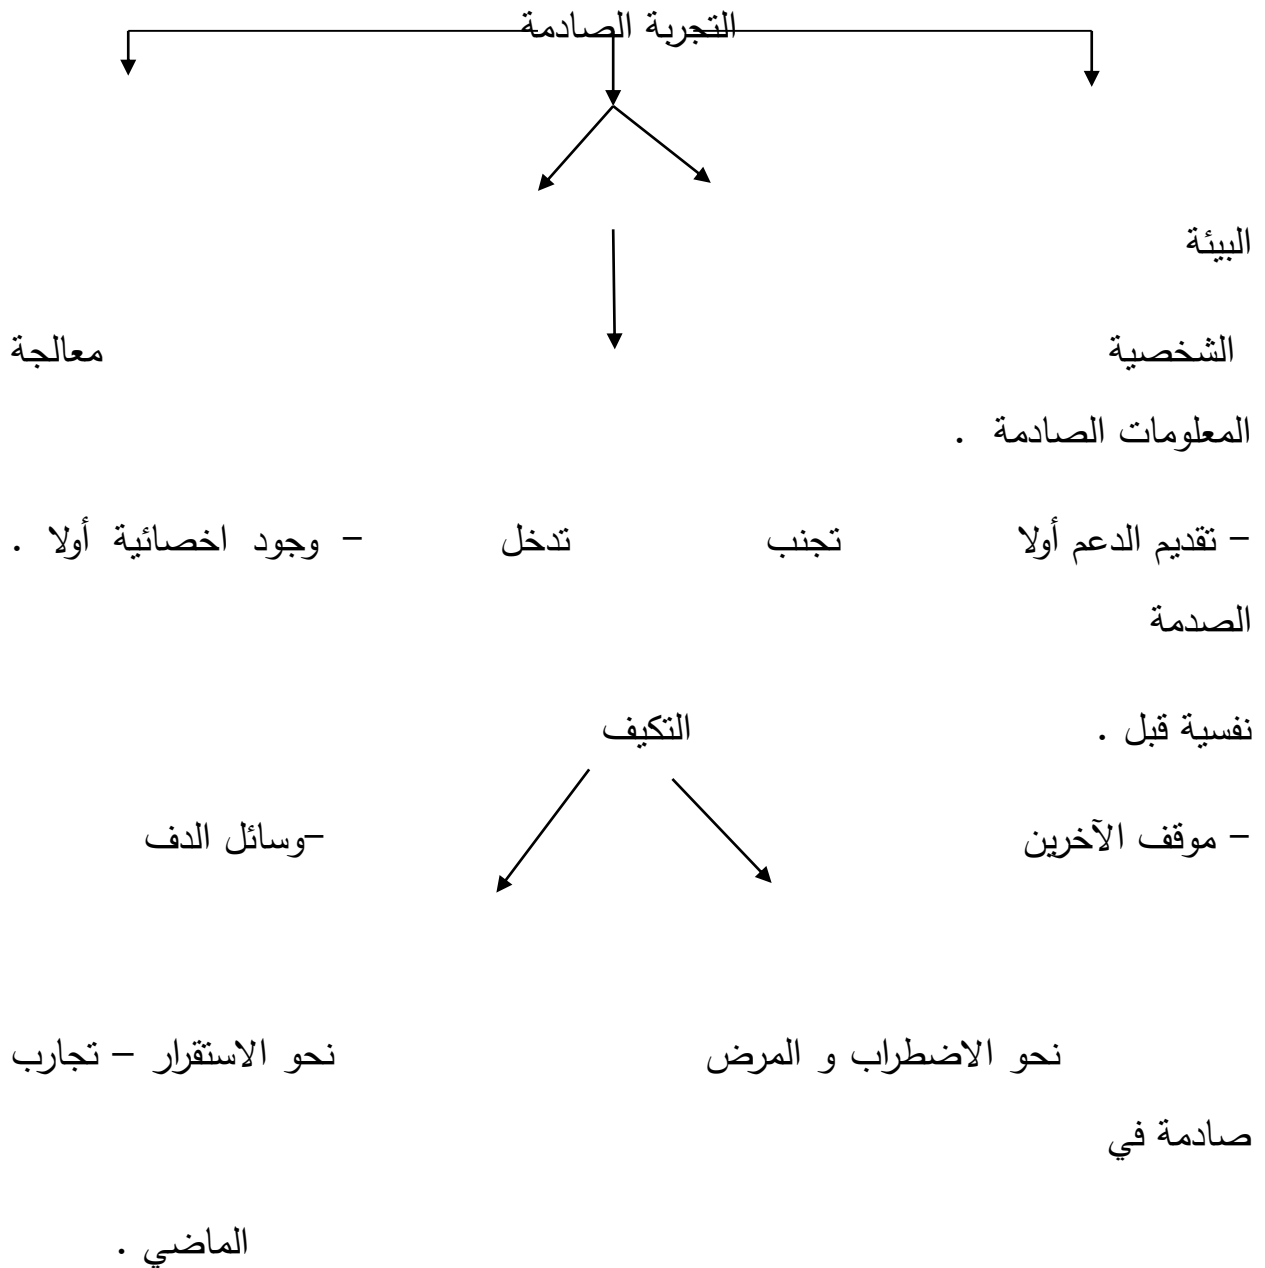 التجربة الصادمة
البيئة
الشخصية معالجة
المعلومات الصادمة .
– تقديم الدعم أولا تجنب تدخل – وجود اخصائية أولا .
الصدمة
نفسية قبل . التكيف
– موقف الآخرين –وسائل الدف
نحو الاضطراب و المرض نحو الاستقرار – تجارب
صادمة في
الماضي .